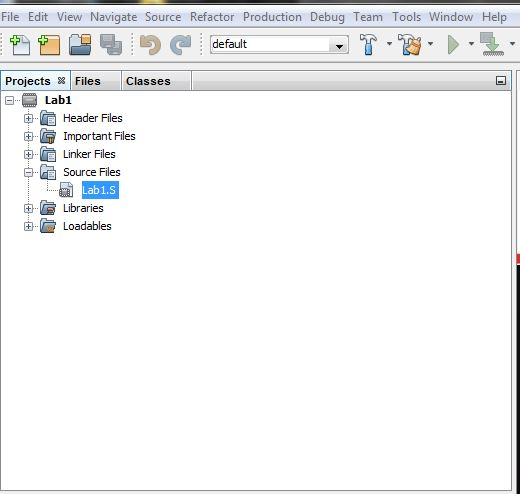 File Edit View Navigate Source Refactor Production Debug Team Tools Window Help
default
Projects Files Classes
Lab1
Header Files
Important Files
Linker Files
Source Files
Lab1.S
Libraries
Loadables